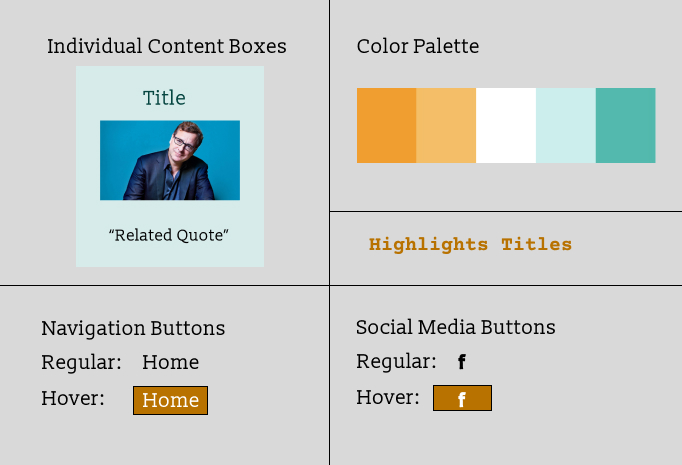 Individual Content Boxes
Title
“Related Quote”
Color Palette
Highlights Titles
Navigation Buttons
Regular: Home
Hover: Home
Social Media Buttons
Regular: f
Hover: f